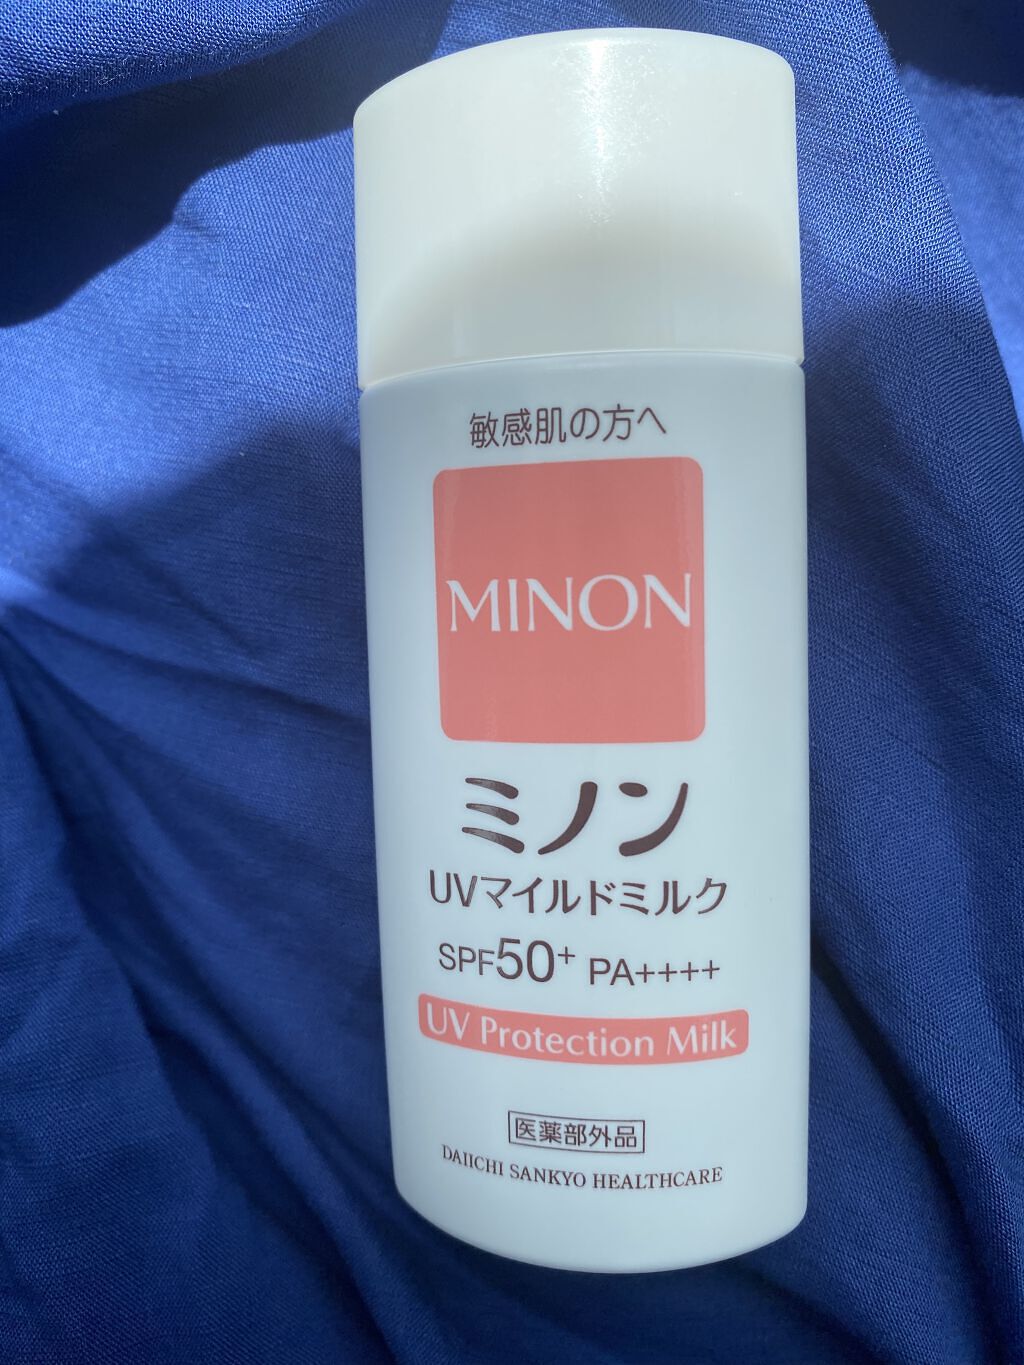 敏感肌の方へ
MINON
ミノン
UVマイルドミルク
SPF50+ PA++++
UV Protection Milk
医薬部外品
DAIICHI SANKYO HEALTHCARE